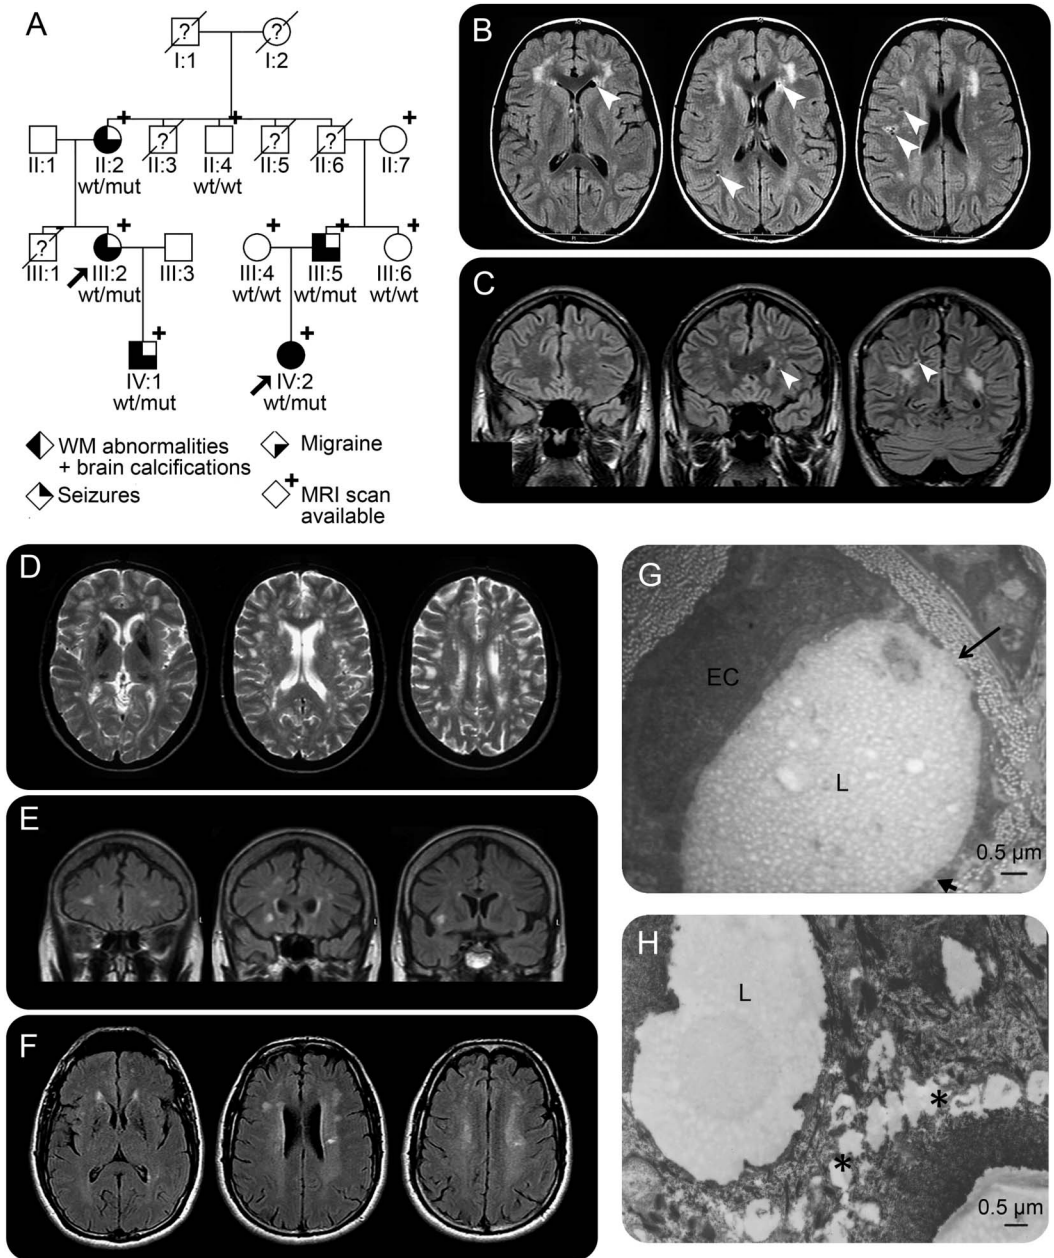 A
?
?
I:1
I:2
+
?
+
?
?
+
II:1
II:2
II:3
II:4
II:5
II:6
II:7
wt/mut
wt/wt
?
+
+
+
+
III:1
III:2
III:3
III:4
III:5
III:6
wt/mut
wt/wt
wt/mut
wt/wt
+
+
IV:1
IV:2
wt/mut
wt/mut
WM abnormalities
+ brain calcifications
Migraine
Seizures
+
MRI scan
available
B
C
D
E
L
L
L
F
G
EC
L
0.5 µm
H
L
*
*
0.5 µm